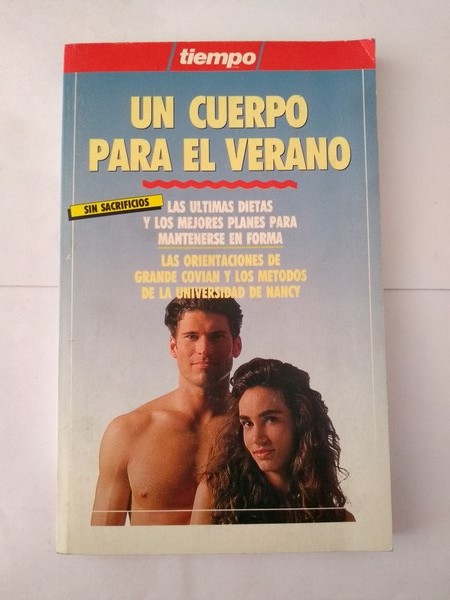 tiempo
UN CUERPO
PARA EL VERANO
SIN SACRIFICIOS
LAS ULTIMAS DIETAS
Y LOS MEJORES PLANES PARA
MANTENERSE EN FORMA
LAS ORIENTACIONES DE
GRANDE COVIAN Y LOS METODOS
DE LA UNIVERSIDAD DE NANCY